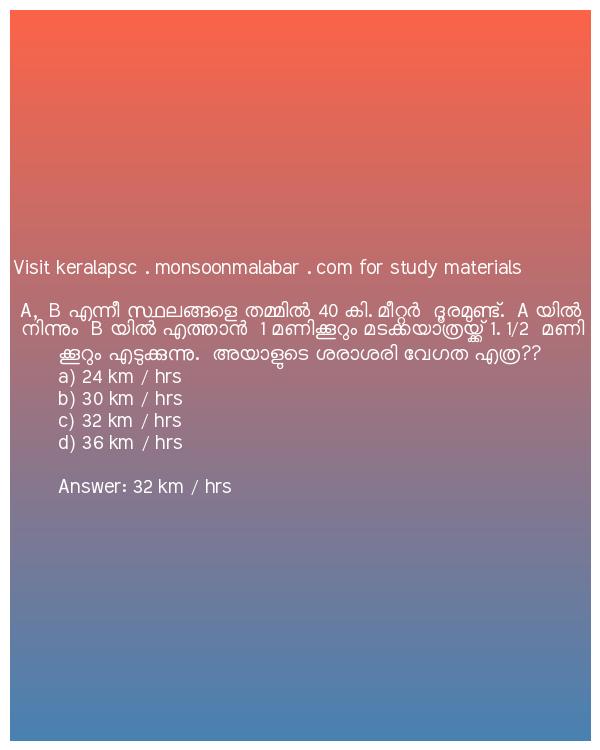 Visit keralapsc . monsoonmalabar . com for study materials
A, B എന്നീ സ്ഥലങ്ങളെ തമ്മിൽ 40 കി. മീറ്റർ ദൂരമുണ്ട്. A യിൽ
നിന്നും B യിൽ എത്താൻ 1 മണിക്കൂറും മടക്കയാത്രയ്ക്ക് 1. 1/2 മണി
ക്കൂറും എടുക്കുന്നു. അയാളുടെ ശരാശരി വേഗത എത്ര??
a) 24 km / hrs
b) 30 km / hrs
c) 32 km / hrs
d) 36 km / hrs
Answer: 32 km / hrs